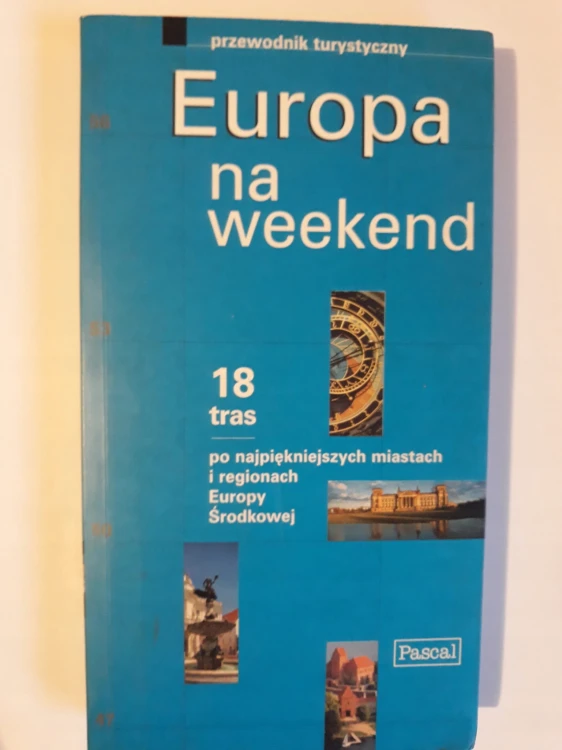 przewodnik turystyczny
Europa
na
weekend
18
tras
po najpiękniejszych miastach
i regionach
Europy
Środkowej
Pascal